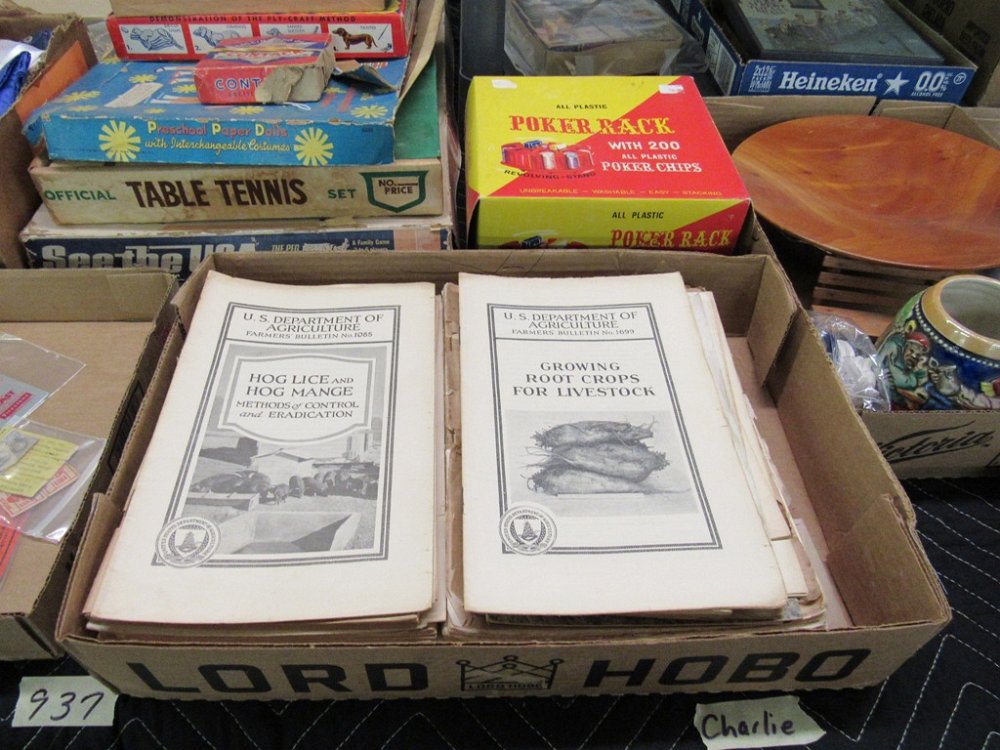 DEMONSTRATION OF THE PLY-CRAFT METHOD
Preschool Paper Dolls
with Interchangeable Costumes
OFFICIAL TABLE TENNIS SET
NO. PRICE
See the USA
ALL PLASTIC
POKER RACK
WITH 200
ALL PLASTIC
POKER CHIPS
REVOLVING-STAND
UNBREAKABLE - WASHABLE - EASY - STACKING
ALL PLASTIC
POKER RACK
Heineken 0.0
U. S. DEPARTMENT OF
AGRICULTURE
FARMERS' BULLETIN No. 1085
HOG LICE AND
HOG MANGE
METHODS of CONTROL
and ERADICATION
U. S. DEPARTMENT OF
AGRICULTURE
FARMERS' BULLETIN No. 1699
GROWING
ROOT CROPS
FOR LIVESTOCK
Victoria
LORD HOBO
LORD HOBO
937
Charlie